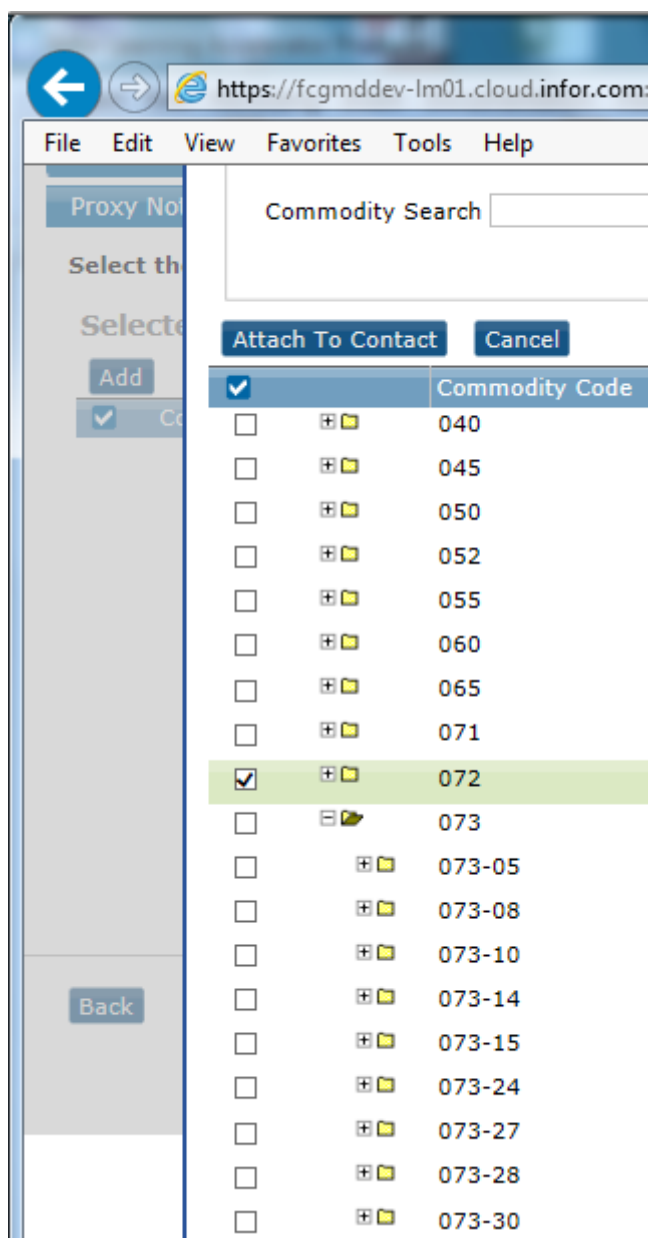 https://fcgmddev-lm01.cloud.infor.com:
File Edit View Favorites Tools Help
Proxy Not
Commodity Search
Select th
Selecte
Attach To Contact Cancel
Add
Commodity Code
Co
040
045
050
052
055
060
065
071
072
073
073-05
073-08
073-10
Back
073-14
073-15
073-24
073-27
073-28
073-30